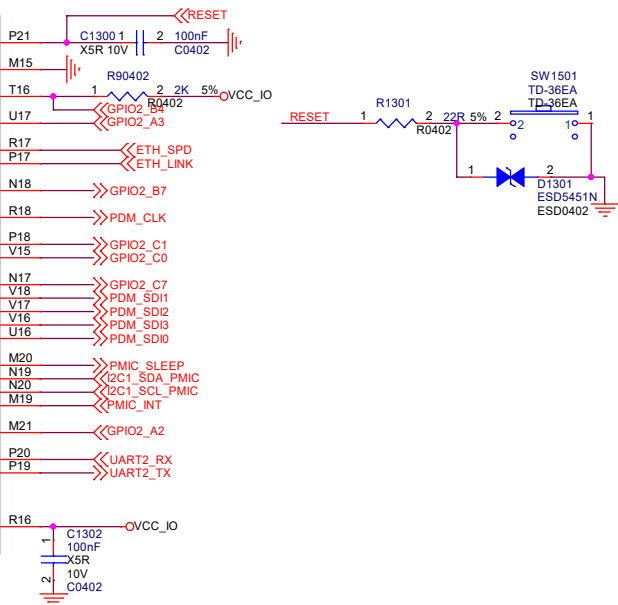 RESET
P21
C1300 1 2 100nF
X5R 10V C0402
M15
R90402
T16 1 2 2K 5% VCC_IO
R0402
GPIO2_B4
U17 GPIO2_A3
R17 ETH_SPD
P17 ETH_LINK
N18 GPIO2_B7
R18 PDM_CLK
P18 GPIO2_C1
V15 GPIO2_C0
N17 GPIO2_C7
V18 PDM_SDI1
V17 PDM_SDI2
V16 PDM_SDI3
U16 PDM_SDI0
M20 PMIC_SLEEP
N19 I2C1_SDA_PMIC
N20 I2C1_SCL_PMIC
M19 PMIC_INT
M21 GPIO2_A2
P20 UART2_RX
P19 UART2_TX
R16 VCC_IO
1 C1302
100nF
X5R
2 10V
C0402
SW1501
TD-36EA
TD-36EA
R1301
RESET 1 2 22R 5% 2 1
R0402 2 1
1 2
D1301
ESD5451N
ESD0402